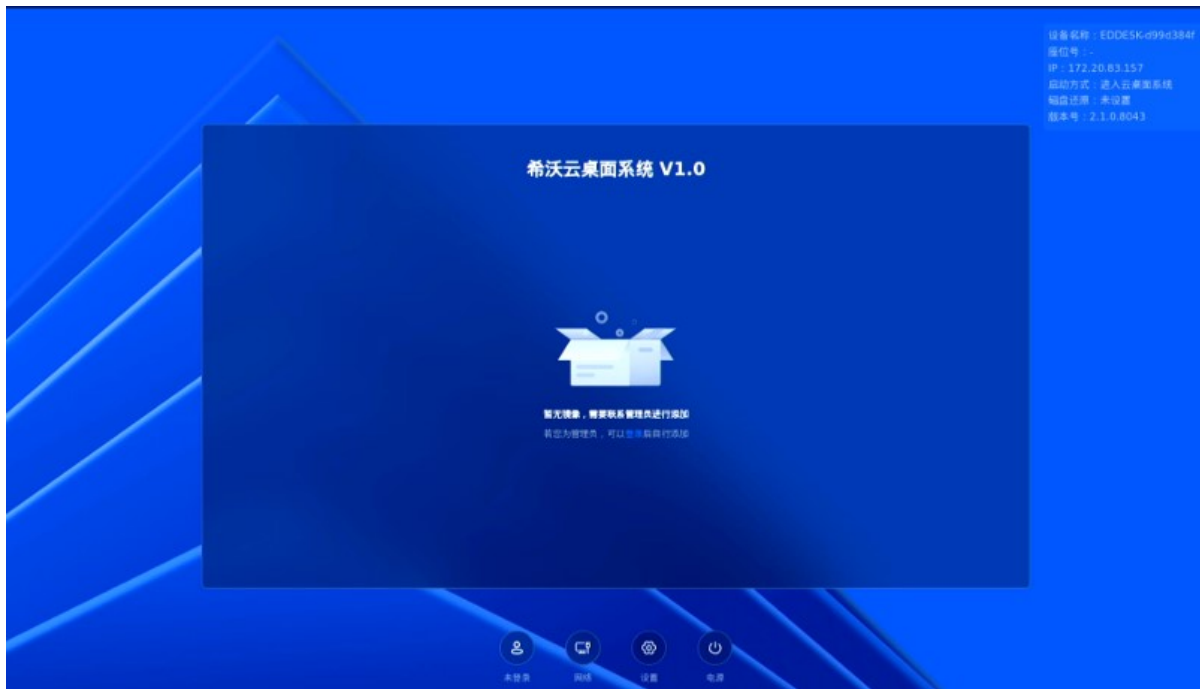 设备名称：EDDESK-d99d384f
座位号：-
IP：172.20.83.157
启动方式：进入云桌面系统
磁盘还原：未设置
版本号：2.1.0.8043
希沃云桌面系统 V1.0
暂无镜像，需要联系管理员进行添加
若您为管理员，可以登录后自行添加
未登录
网络
设置
电源